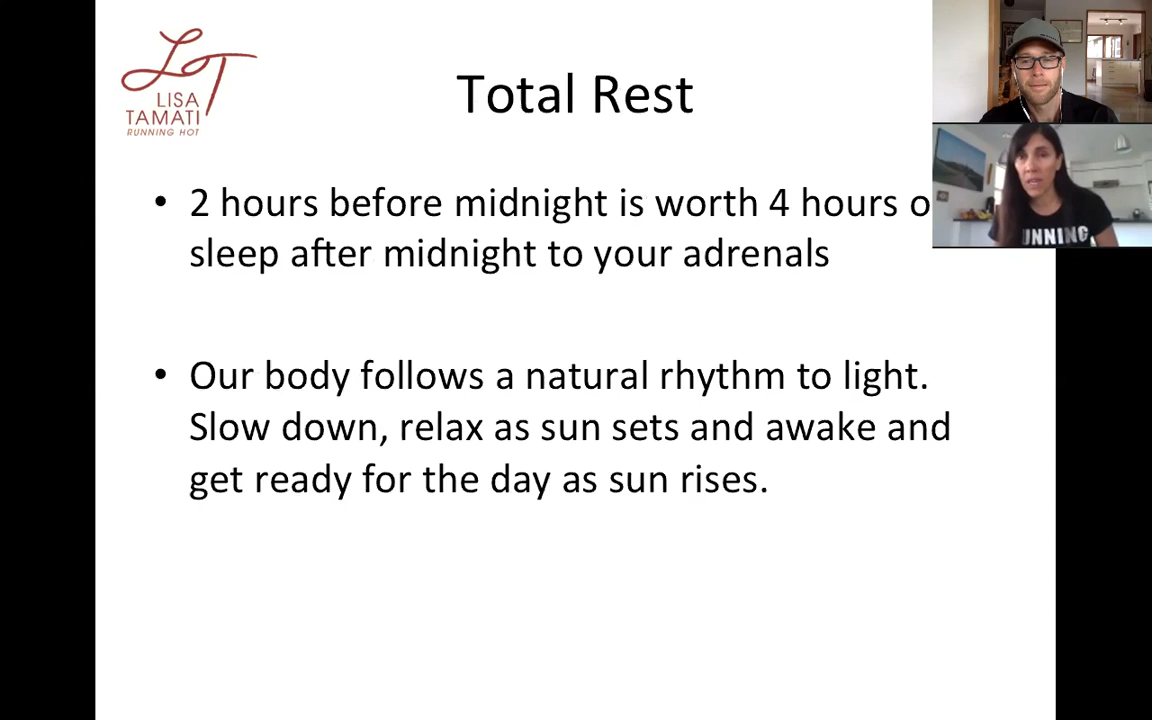 LT
LISA
TAMATI
RUNNING HOT
Total Rest
• 2 hours before midnight is worth 4 hours o
sleep after midnight to your adrenals
• Our body follows a natural rhythm to light.
Slow down, relax as sun sets and awake and
get ready for the day as sun rises.
UNNING